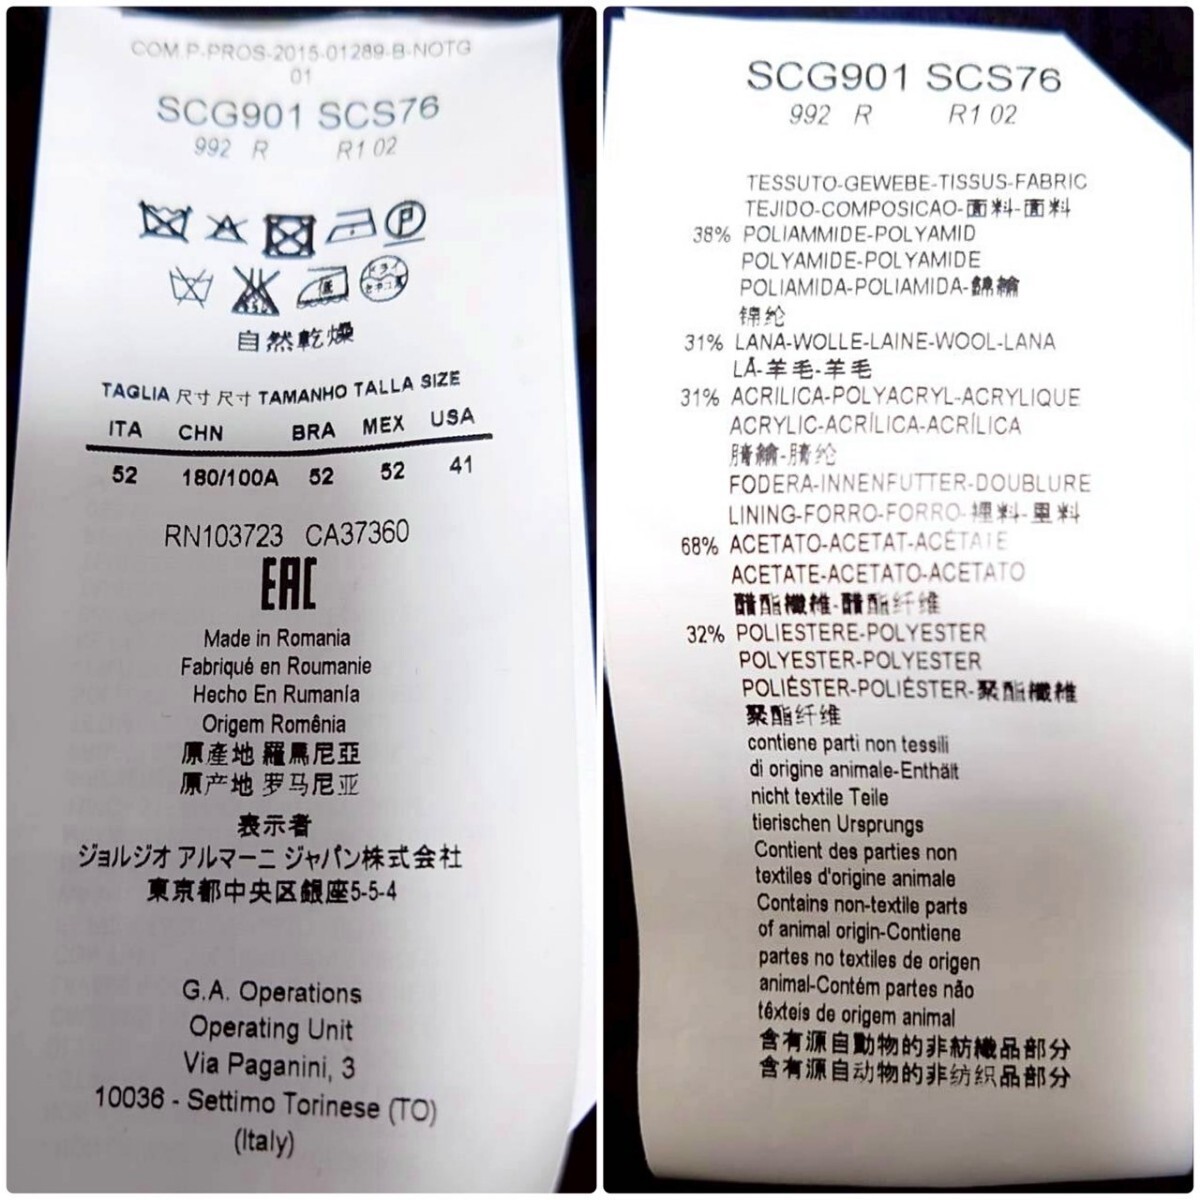 COM.P-PROS-2015-01289-B-NOTG
01
SCG901 SCS76
992 R R1 02
低
ドライ
セキユ系
自然乾燥
TAGLIA 尺寸 尺寸 TAMANHO TALLA SIZE
ITA CHN BRA MEX USA
52 180/100A 52 52 41
RN103723 CA37360
EAC
Made in Romania
Fabriqué en Roumanie
Hecho En Rumanía
Origem Romênia
原產地 羅馬尼亞
原产地 罗马尼亚
表示者
ジョルジオ アルマーニ ジャパン株式会社
東京都中央区銀座5-5-4
G.A. Operations
Operating Unit
Via Paganini, 3
10036 - Settimo Torinese (TO)
(Italy)
SCG901 SCS76
992 R R1 02
TESSUTO-GEWEBE-TISSUS-FABRIC
TEJIDO-COMPOSICAO-面料-面料
38% POLIAMMIDE-POLYAMID
POLYAMIDE-POLYAMIDE
POLIAMIDA-POLIAMIDA-錦綸
锦纶
31% LANA-WOLLE-LAINE-WOOL-LANA
LÃ-羊毛-羊毛
31% ACRILICA-POLYACRYL-ACRYLIQUE
ACRYLIC-ACRÍLICA-ACRÍLICA
腈綸-腈纶
FODERA-INNENFUTTER-DOUBLURE
LINING-FORRO-FORRO-裡料-里料
68% ACETATO-ACETAT-ACÉTATE
ACETATE-ACETATO-ACETATO
醋酯纖維-醋酯纤维
32% POLIESTERE-POLYESTER
POLYESTER-POLYESTER
POLIÉSTER-POLIÉSTER-聚酯纖維
聚酯纤维
contiene parti non tessili
di origine animale-Enthält
nicht textile Teile
tierischen Ursprungs
Contient des parties non
textiles d'origine animale
Contains non-textile parts
of animal origin-Contiene
partes no textiles de origen
animal-Contém partes não
têxteis de origem animal
含有源自動物的非紡織品部分
含有源自动物的非纺织品部分